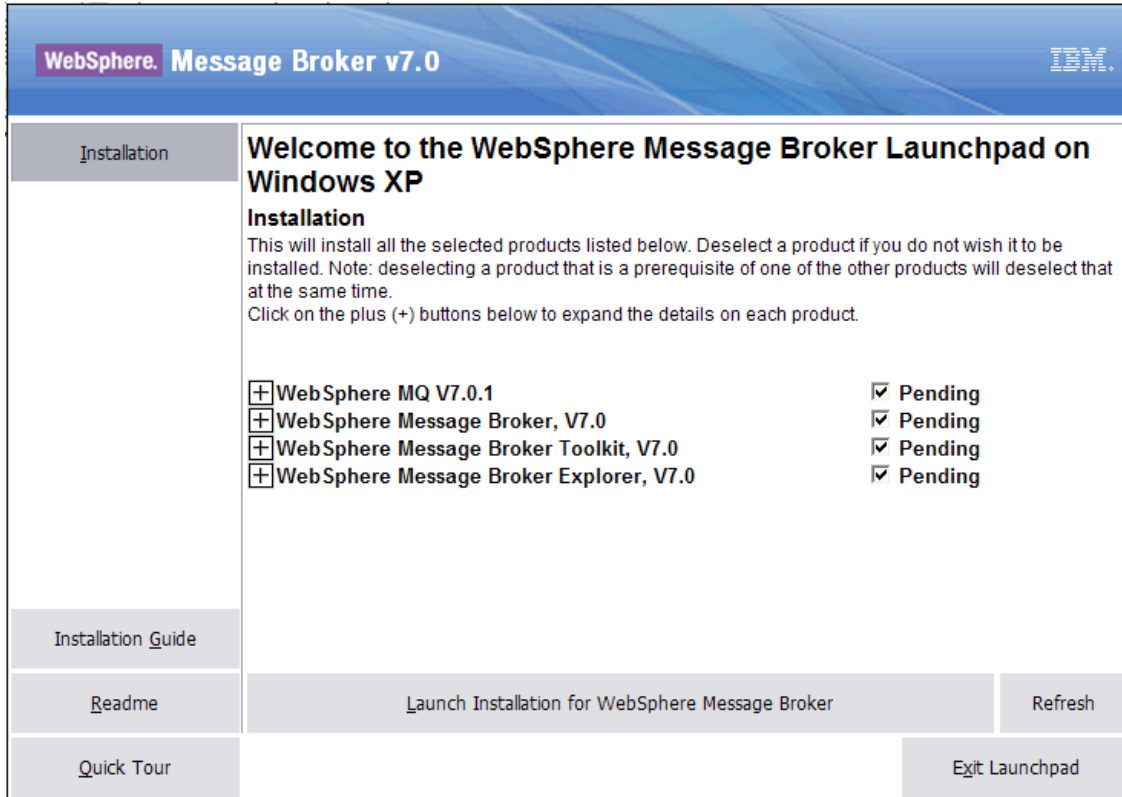 WebSphere. Message Broker v7.0
IBM.
Installation
Welcome to the WebSphere Message Broker Launchpad on
Windows XP
Installation
This will install all the selected products listed below. Deselect a product if you do not wish it to be
installed. Note: deselecting a product that is a prerequisite of one of the other products will deselect that
at the same time.
Click on the plus (+) buttons below to expand the details on each product.
WebSphere MQ V7.0.1 Pending
WebSphere Message Broker, V7.0 Pending
WebSphere Message Broker Toolkit, V7.0 Pending
WebSphere Message Broker Explorer, V7.0 Pending
Installation Guide
Readme
Launch Installation for WebSphere Message Broker
Refresh
Quick Tour
Exit Launchpad